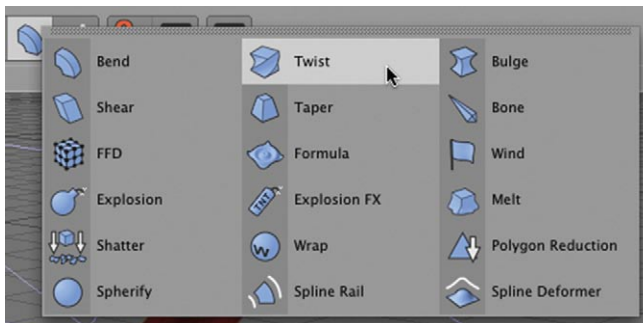 Bend Twist Bulge
Shear Taper Bone
FFD Formula Wind
Explosion TNT Explosion FX Melt
Shatter W Wrap Polygon Reduction
Spherify Spline Rail Spline Deformer